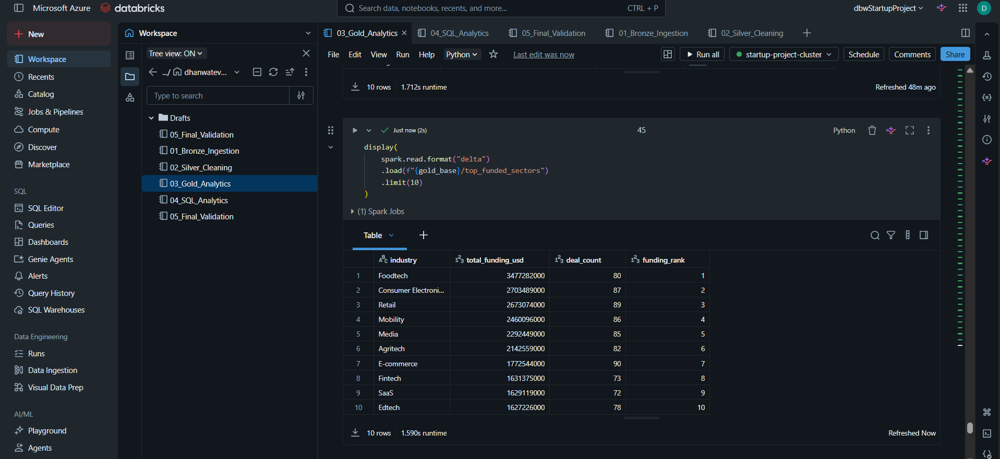 Microsoft Azure databricks
Search data, notebooks, recents, and more... CTRL + P
dbwStartupProject
D
New
Workspace
Recents
Catalog
Jobs & Pipelines
Compute
Discover
Marketplace
SQL
SQL Editor
Queries
Dashboards
Genie Agents
Alerts
Query History
SQL Warehouses
Data Engineering
Runs
Data Ingestion
Visual Data Prep
AI/ML
Playground
Agents
Workspace
Tree view: ON
.../ dhanwatev...
Type to search
Drafts
05_Final_Validation
01_Bronze_Ingestion
02_Silver_Cleaning
03_Gold_Analytics
04_SQL_Analytics
05_Final_Validation
03_Gold_Analytics 04_SQL_Analytics 05_Final_Validation 01_Bronze_Ingestion 02_Silver_Cleaning
File Edit View Run Help Python Last edit was now
Run all startup-project-cluster Schedule Comments Share
10 rows 1.712s runtime Refreshed 48m ago
Just now (2s) 45 Python
display(
spark.read.format("delta")
.load(f"{gold_base}/top_funded_sectors")
.limit(10)
)
(1) Spark Jobs
Table
industry total_funding_usd deal_count funding_rank
1 Foodtech 3477282000 80 1
2 Consumer Electroni... 2703489000 87 2
3 Retail 2673074000 89 3
4 Mobility 2460096000 86 4
5 Media 2292449000 85 5
6 Agritech 2142559000 82 6
7 E-commerce 1772544000 90 7
8 Fintech 1631375000 73 8
9 SaaS 1629119000 72 9
10 Edtech 1627226000 78 10
10 rows 1.590s runtime Refreshed Now